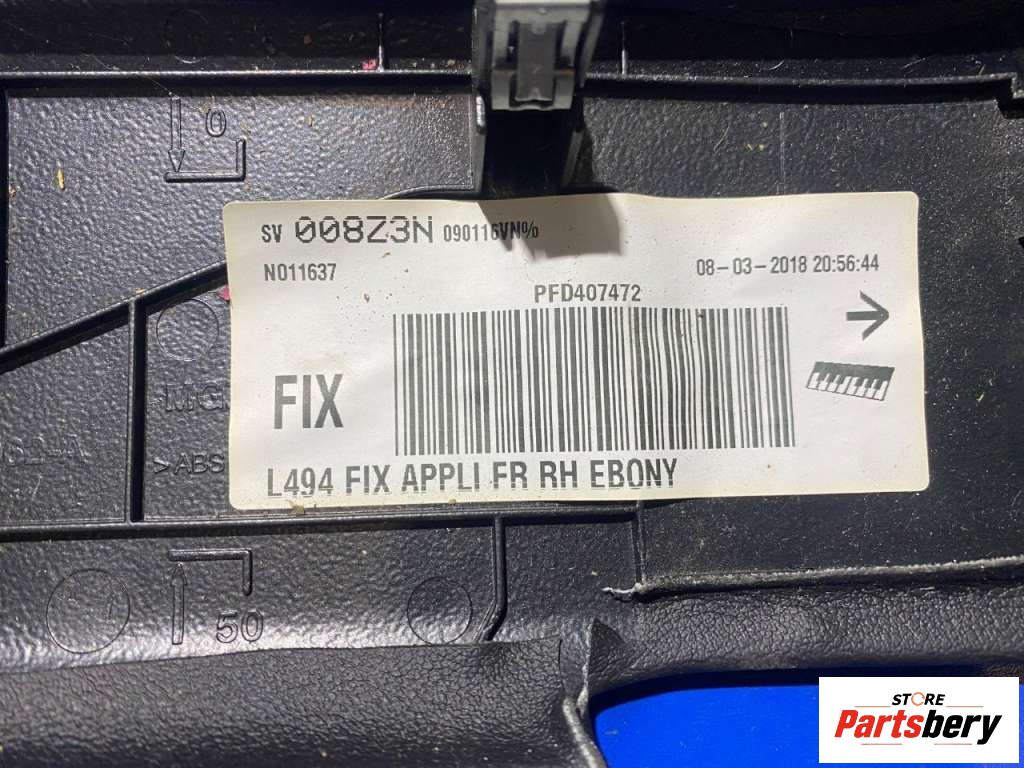 0
SV 008Z3N 090116VN%
N011637
08-03-2018 20:56:44
PFD407472
FIX
>ABS
L494 FIX APPLI FR RH EBONY
50
STORE
Partsbery